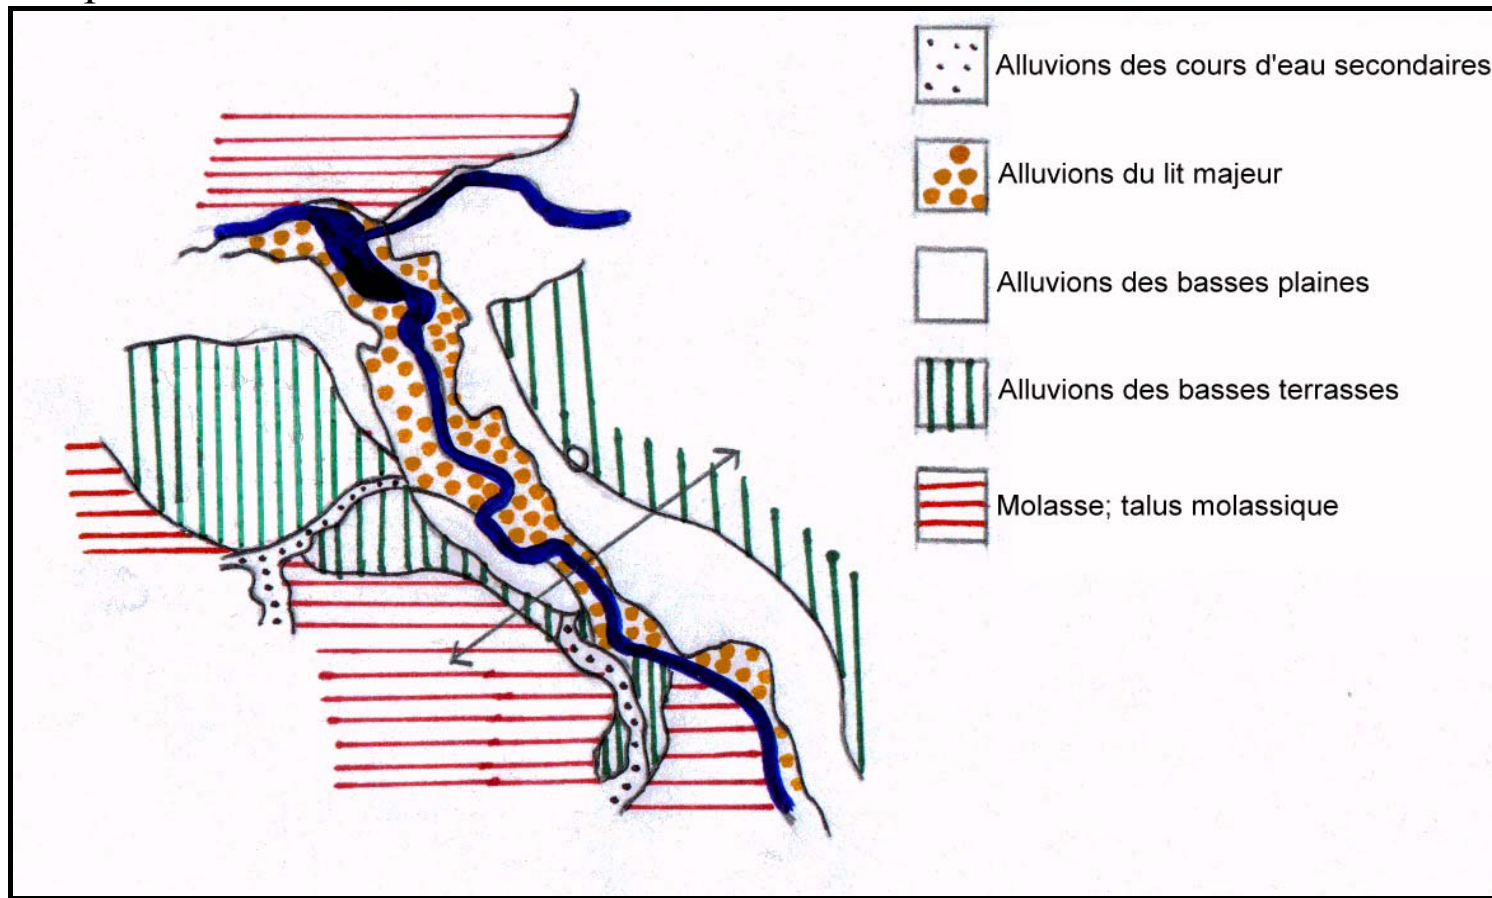 Alluvions des cours d'eau secondaires
Alluvions du lit majeur
Alluvions des basses plaines
Alluvions des basses terrasses
Molasse; talus molassique